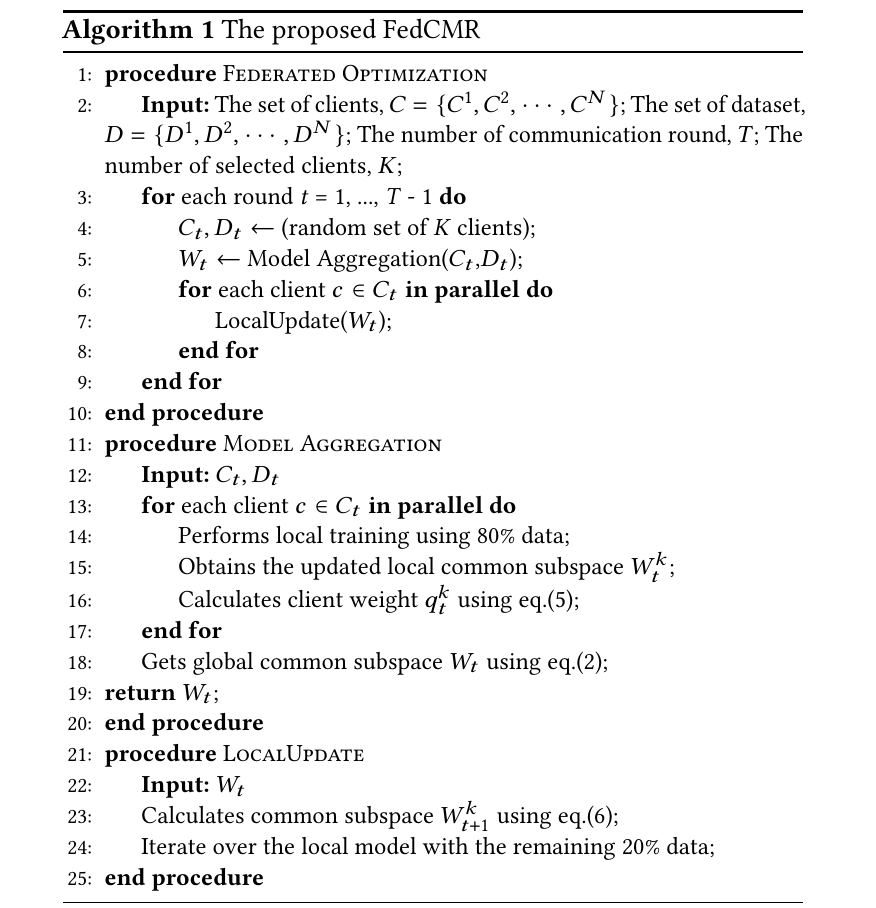 Algorithm 1 The proposed FedCMR
1: procedure Federated Optimization
2: Input: The set of clients, C = {C^1, C^2, · · · , C^N}; The set of dataset,
D = {D^1, D^2, · · · , D^N}; The number of communication round, T; The
number of selected clients, K;
3: for each round t = 1, ..., T - 1 do
4: C_t, D_t ← (random set of K clients);
5: W_t ← Model Aggregation(C_t,D_t);
6: for each client c ∈ C_t in parallel do
7: LocalUpdate(W_t);
8: end for
9: end for
10: end procedure
11: procedure Model Aggregation
12: Input: C_t, D_t
13: for each client c ∈ C_t in parallel do
14: Performs local training using 80% data;
15: Obtains the updated local common subspace W_t^k;
16: Calculates client weight q_t^k using eq.(5);
17: end for
18: Gets global common subspace W_t using eq.(2);
19: return W_t;
20: end procedure
21: procedure LocalUpdate
22: Input: W_t
23: Calculates common subspace W_{t+1}^k using eq.(6);
24: Iterate over the local model with the remaining 20% data;
25: end procedure